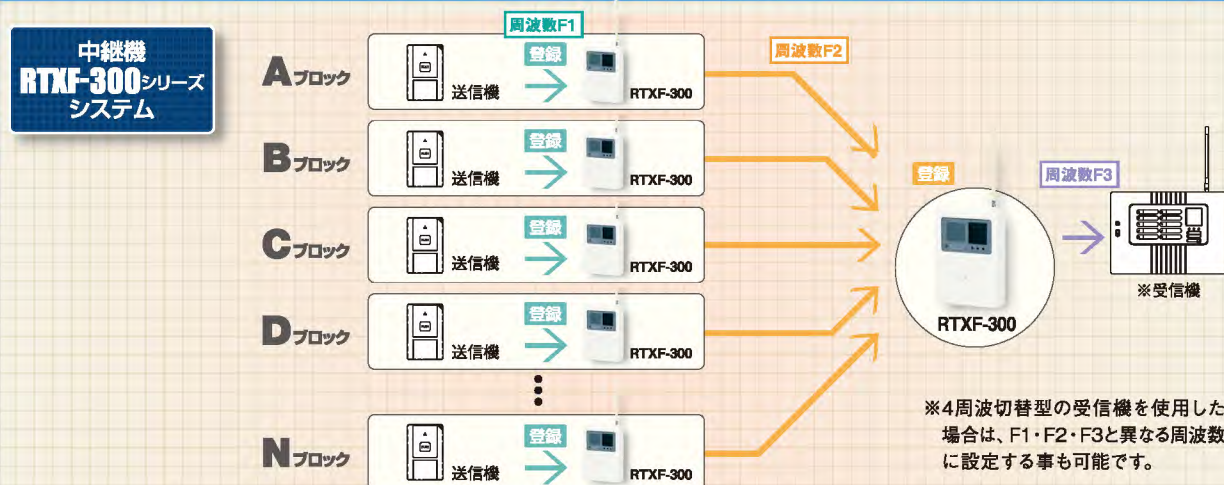 中継機
RTXF-300シリーズ
システム
周波数F1
Aブロック
送信機
登録
RTXF-300
周波数F2
Bブロック
送信機
登録
RTXF-300
Cブロック
送信機
登録
RTXF-300
Dブロック
送信機
登録
RTXF-300
Nブロック
送信機
登録
RTXF-300
登録
RTXF-300
周波数F3
※受信機
※4周波切替型の受信機を使用した
場合は、F1・F2・F3と異なる周波数
に設定する事も可能です。